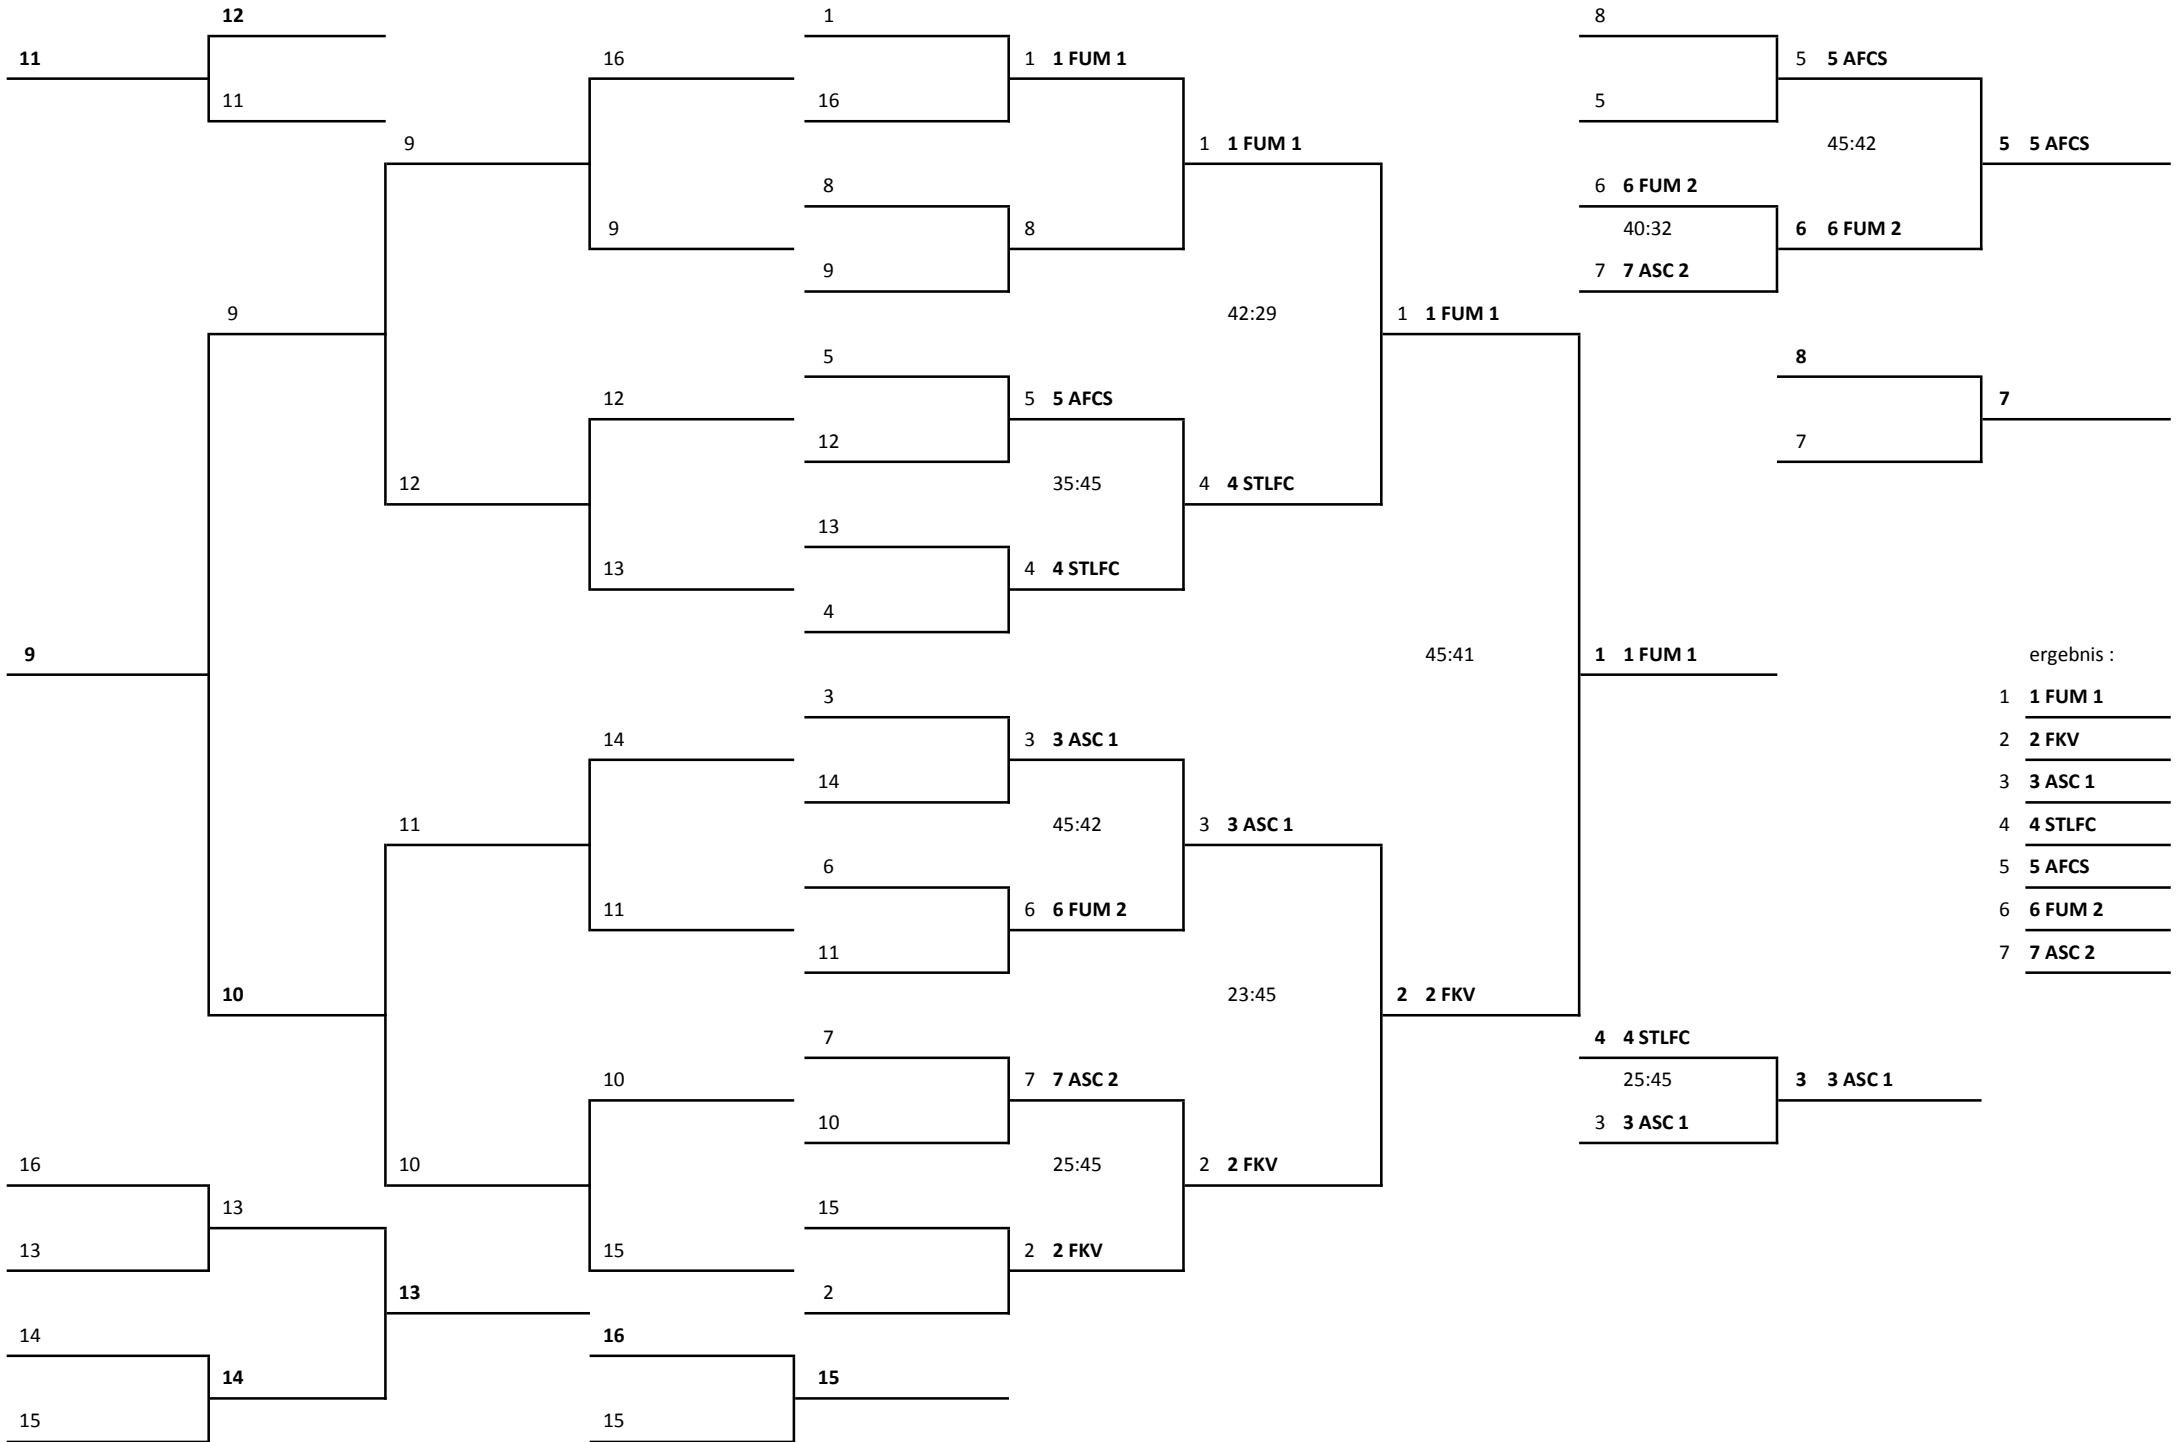 12 1 8
11 16 1 1 FUM 1 5 5 AFCS
11 16 5
9 1 1 FUM 1 45:42 5 5 AFCS
8 6 6 FUM 2
9 8 40:32 6 6 FUM 2
9 7 7 ASC 2
9 42:29 1 1 FUM 1
5 8
12 5 5 AFCS 7
12 7
12 35:45 4 4 STLFC
13
13 4 4 STLFC
4
9 45:41 1 1 FUM 1 ergebnis :
3 1 1 FUM 1
14 3 3 ASC 1 2 2 FKV
14 3 3 ASC 1
11 45:42 3 3 ASC 1 4 4 STLFC
6 5 5 AFCS
11 6 6 FUM 2 6 6 FUM 2
11 7 7 ASC 2
10 23:45 2 2 FKV
7 4 4 STLFC
10 7 7 ASC 2 25:45 3 3 ASC 1
10 3 3 ASC 1
16 10 25:45 2 2 FKV
13 15
13 15 2 2 FKV
13 2
14 16
14 15
15 15